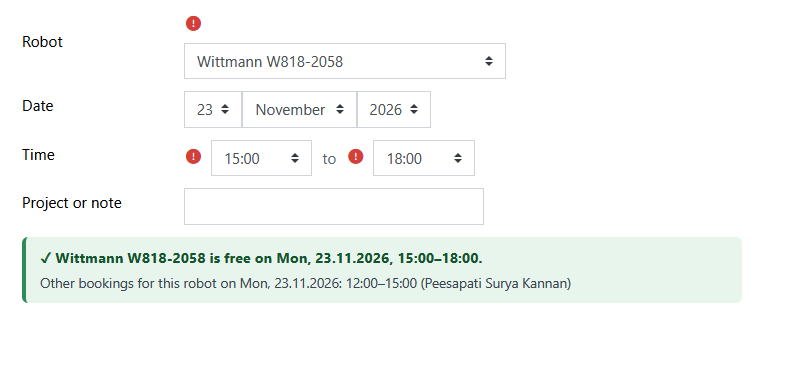 Robot
Wittmann W818-2058
Date
23 November 2026
Time
15:00 to 18:00
Project or note
✓ Wittmann W818-2058 is free on Mon, 23.11.2026, 15:00–18:00.
Other bookings for this robot on Mon, 23.11.2026: 12:00–15:00 (Peesapati Surya Kannan)